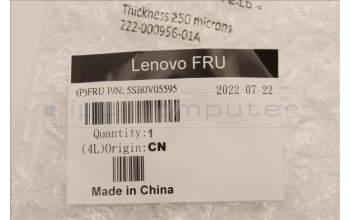 Thickness 250 microns
Z22-000956-01A
Lenovo FRU
(P)FRU P/N: 5SB0V05595
2022-07-22
Quantity:1
(4L)Origin:CN
Made in China